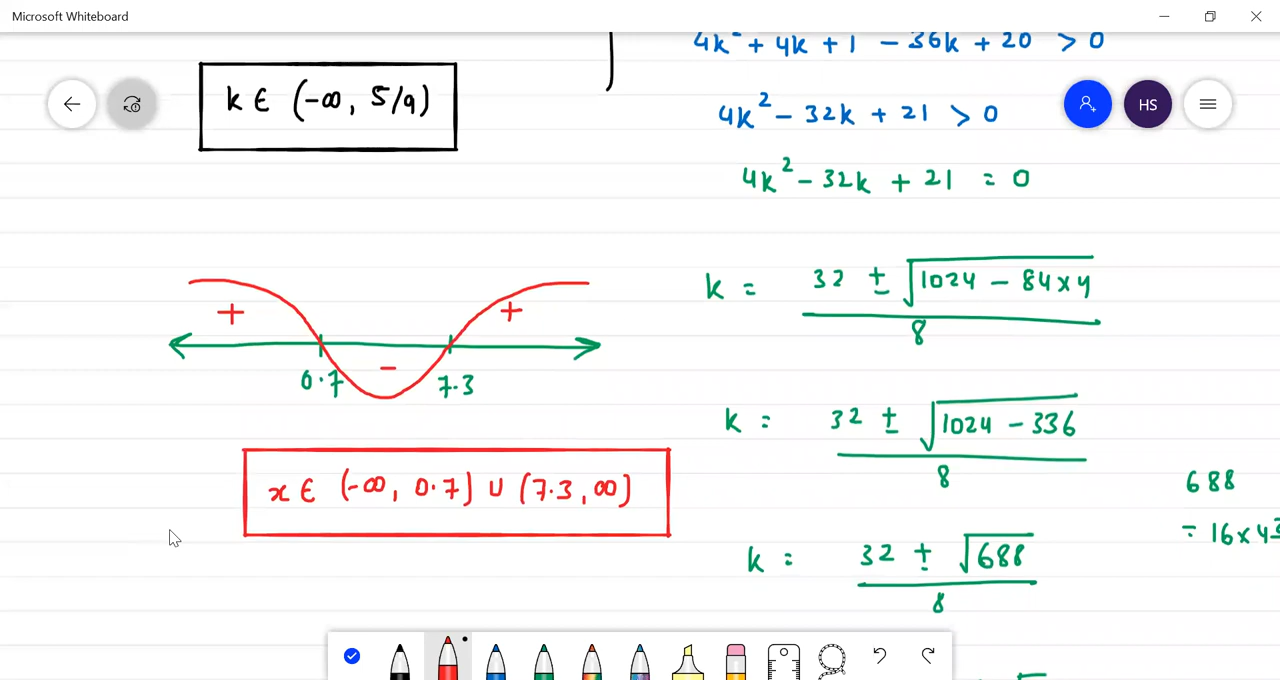 Microsoft Whiteboard
k ∈ (-∞, 5/9)
4k² + 4k + 1 - 36k + 20 > 0
HS
4k² - 32k + 21 > 0
4k² - 32k + 21 = 0
k = 32 ± √1024 - 84×4 / 8
+ - +
0.7 7.3
k = 32 ± √1024 - 336 / 8
x ∈ (-∞, 0.7) ∪ (7.3, ∞)
688
= 16×43
k = 32 ± √688 / 8